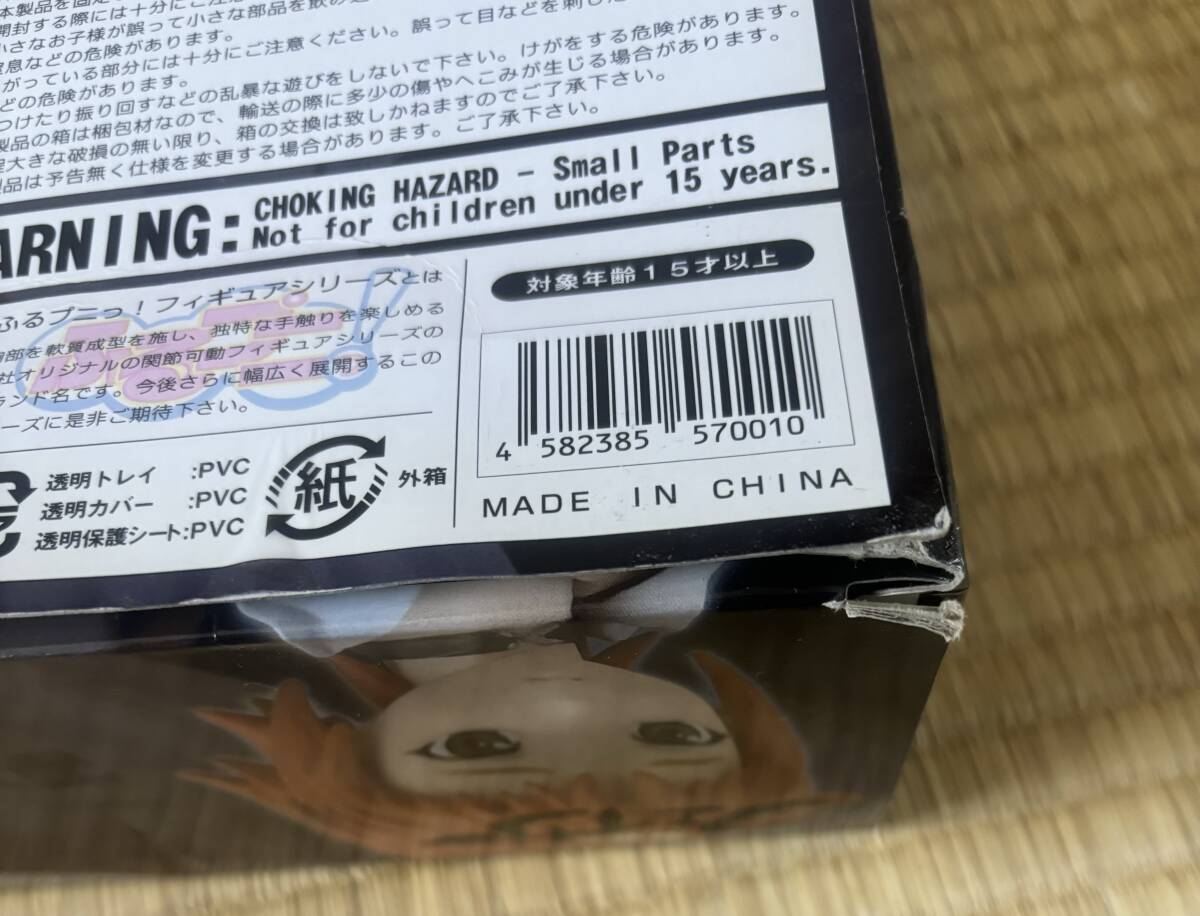 本製品を固定
開封する際には十分にご注意
小さなお子様が誤って小さな部品を飲み込
窒息などの危険があります。
がっている部分には十分にご注意ください。誤って目などを刺した
どの危険があります。
つけたり振り回すなどの乱暴な遊びをしないで下さい。けがをする危険があります。
製品の箱は梱包材なので、輸送の際に多少の傷やへこみが生じる場合があります。
大きな破損の無い限り、箱の交換は致しかねますのでご了承下さい。
製品は予告無く仕様を変更する場合があります。ご了承下さい。
WARNING: CHOKING HAZARD - Small Parts
Not for children under 15 years.
ふるプニっ！フィギュアシリーズとは
胸部を軟質成型を施し、独特な手触りを楽しめる
社オリジナルの関節可動フィギュアシリーズの
ランド名です。今後さらに幅広く展開するこの
ーズに是非ご期待下さい。
透明トレイ :PVC
透明カバー :PVC
透明保護シート:PVC
紙
外箱
対象年齢15才以上
4 582385 570010
MADE IN CHINA